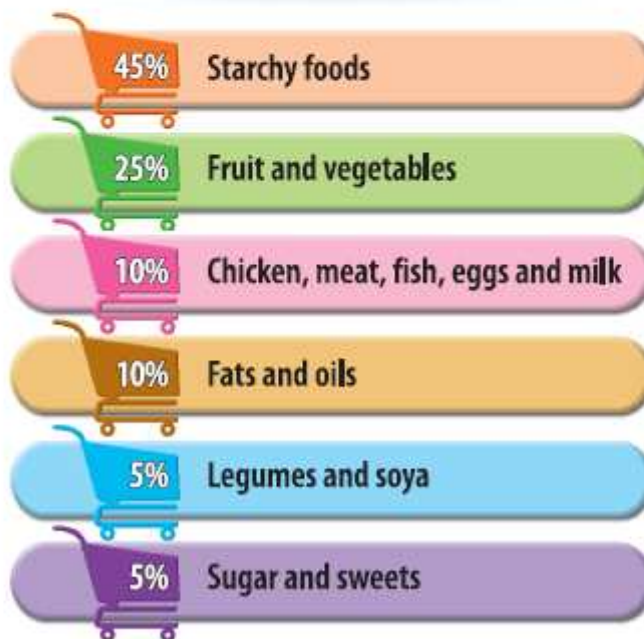 45% Starchy foods
25% Fruit and vegetables
10% Chicken, meat, fish, eggs and milk
10% Fats and oils
5% Legumes and soya
5% Sugar and sweets